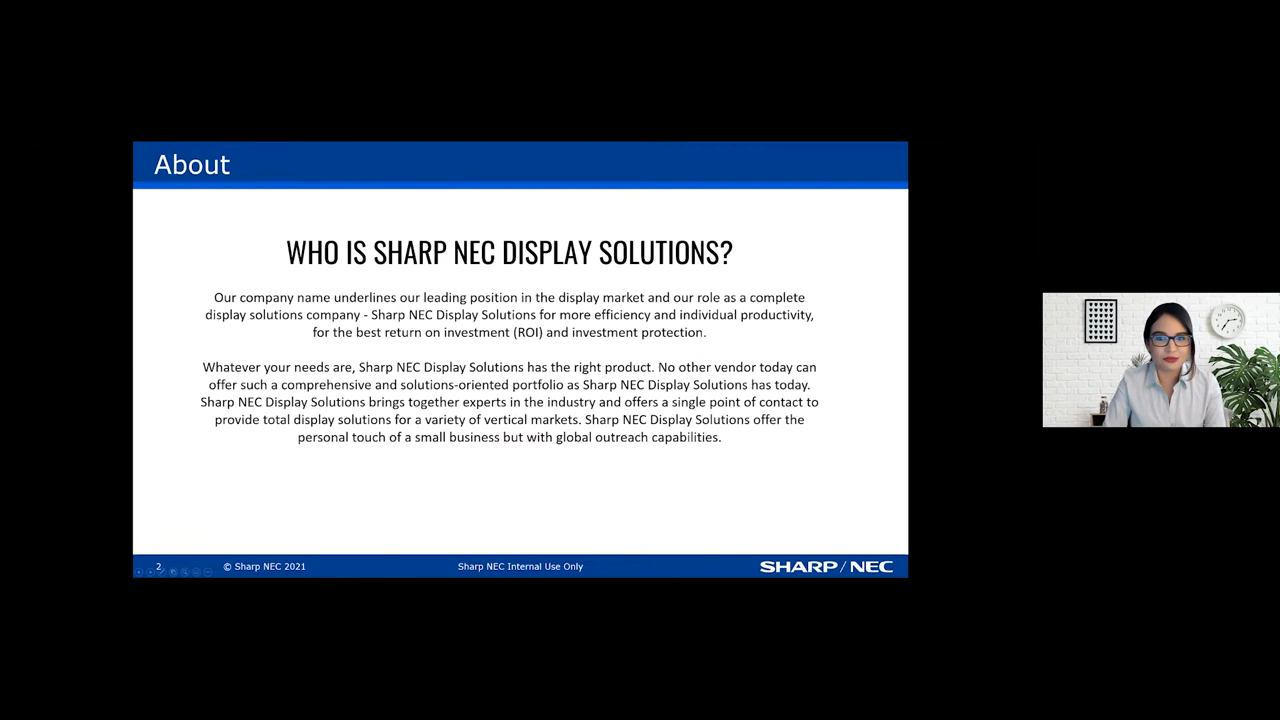 About
WHO IS SHARP NEC DISPLAY SOLUTIONS?
Our company name underlines our leading position in the display market and our role as a complete
display solutions company - Sharp NEC Display Solutions for more efficiency and individual productivity,
for the best return on investment (ROI) and investment protection.
Whatever your needs are, Sharp NEC Display Solutions has the right product. No other vendor today can
offer such a comprehensive and solutions-oriented portfolio as Sharp NEC Display Solutions has today.
Sharp NEC Display Solutions brings together experts in the industry and offers a single point of contact to
provide total display solutions for a variety of vertical markets. Sharp NEC Display Solutions offer the
personal touch of a small business but with global outreach capabilities.
2 © Sharp NEC 2021 Sharp NEC Internal Use Only SHARP/NEC